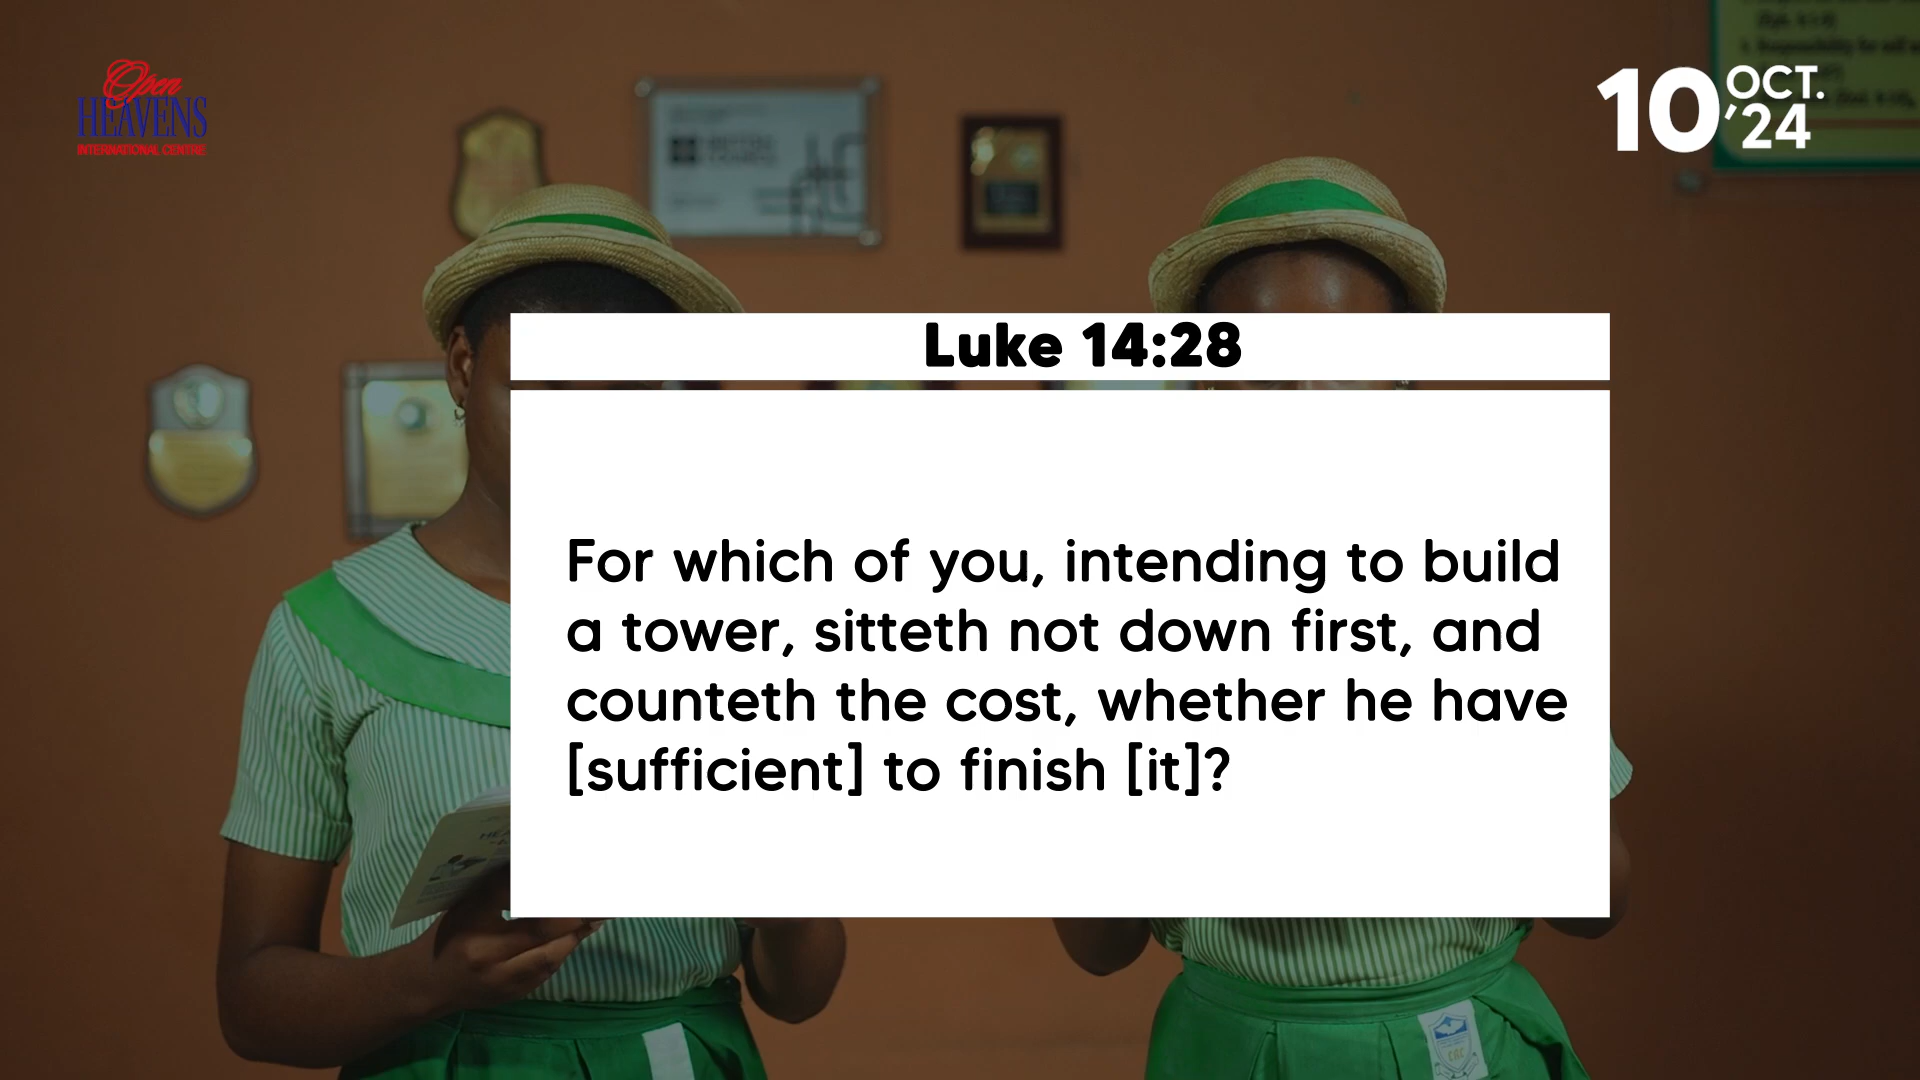 Open
HEAVENS
INTERNATIONAL CENTRE
10 OCT.
'24
Luke 14:28
For which of you, intending to build
a tower, sitteth not down first, and
counteth the cost, whether he have
[sufficient] to finish [it]?